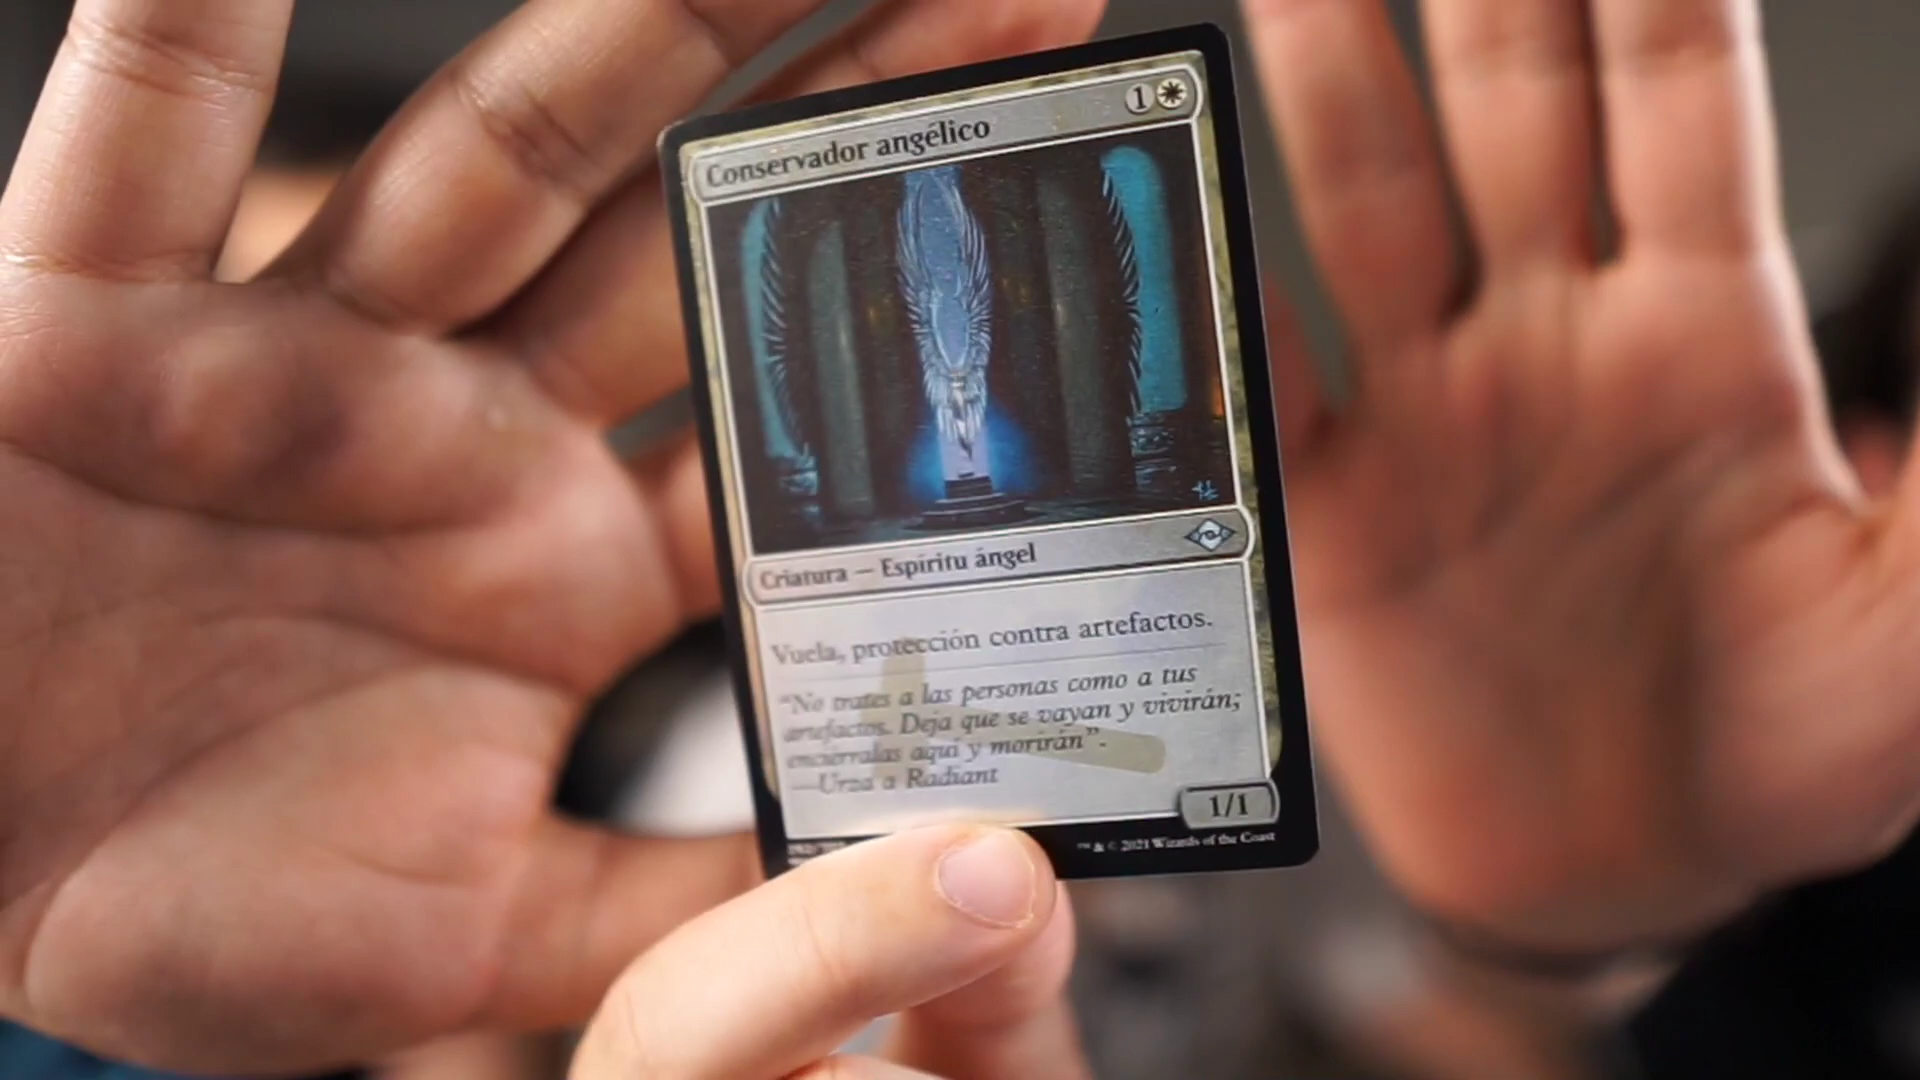 Conservador angélico
1
Criatura — Espíritu ángel
Vuela, protección contra artefactos.
“No trates a las personas como a tus
artefactos. Deja que se vayan y vivirán;
enciérralas aquí y morirán”.
—Urza a Radiant
1/1
™ & © 2021 Wizards of the Coast